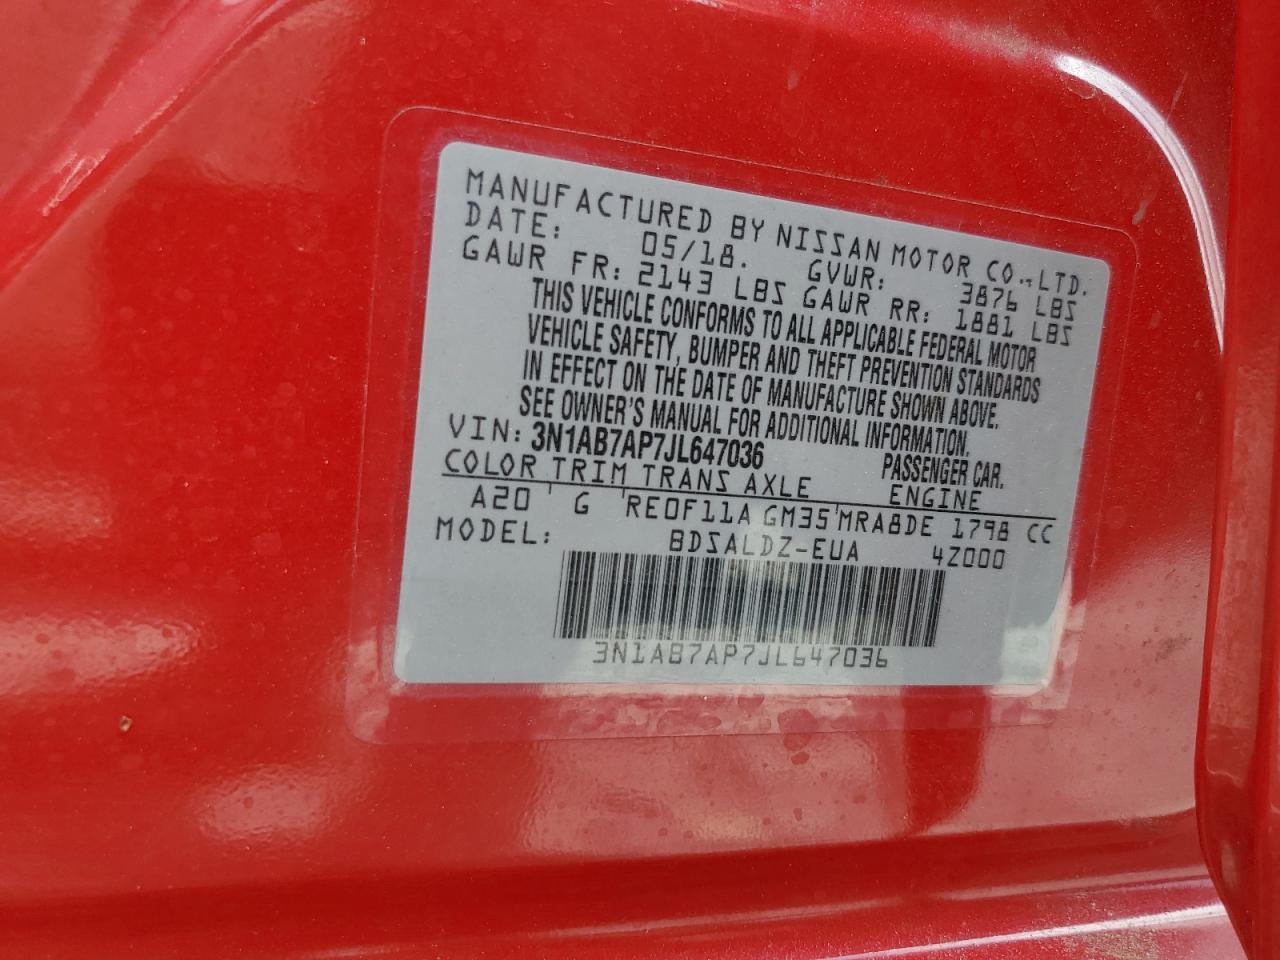 MANUFACTURED BY NISSAN MOTOR CO.,LTD.
DATE: 05/18. GVWR: 3876 LBS
GAWR FR: 2143 LBS GAWR RR: 1881 LBS
THIS VEHICLE CONFORMS TO ALL APPLICABLE FEDERAL MOTOR
VEHICLE SAFETY, BUMPER AND THEFT PREVENTION STANDARDS
IN EFFECT ON THE DATE OF MANUFACTURE SHOWN ABOVE.
SEE OWNER'S MANUAL FOR ADDITIONAL INFORMATION.
VIN: 3N1AB7AP7JL647036 PASSENGER CAR.
COLOR TRIM TRANS AXLE ENGINE
A20 G RE0F11A GM35 MRA8DE 1798 CC
MODEL: BDSALDZ-EUA 4Z000
3N1AB7AP7JL647036